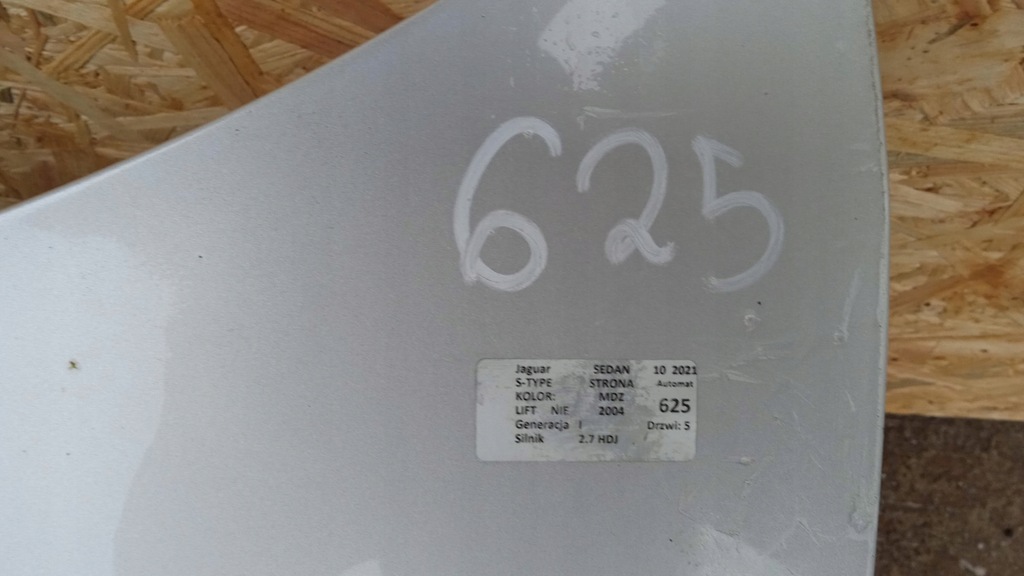 625
Jaguar SEDAN 10 2021
S-TYPE STRONA Automat
KOLOR: MDZ
LIFT NIE 2004 625
Generacja I Drzwi: 5
Silnik 2.7 HDJ